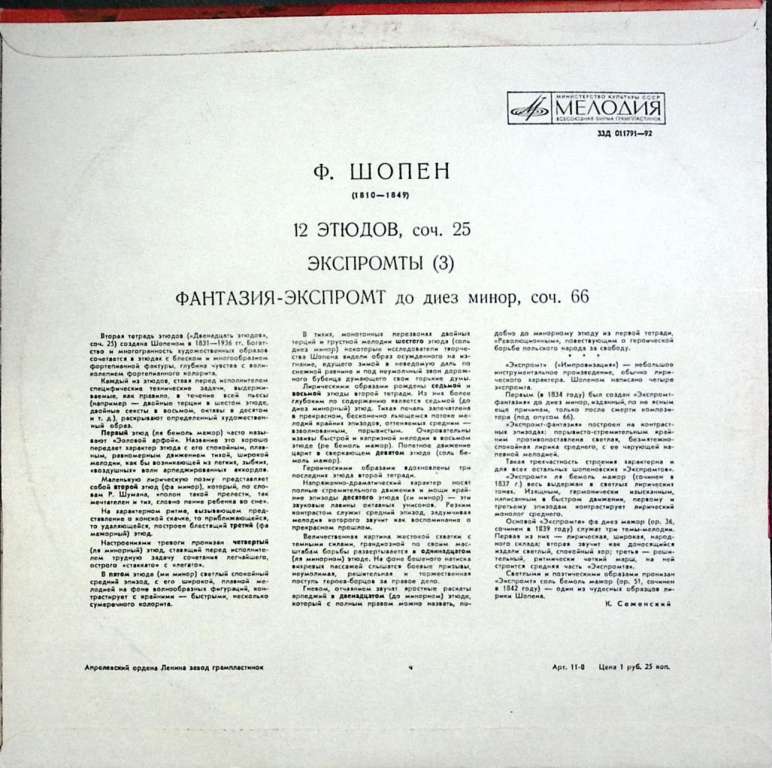 МИНИСТЕРСТВО КУЛЬТУРЫ СССР
МЕЛОДИЯ
ВСЕСОЮЗНАЯ ФИРМА ГРАМПЛАСТИНОК
33Д 011791—92
Ф. ШОПЕН
(1810—1849)
12 ЭТЮДОВ, соч. 25
ЭКСПРОМТЫ (3)
ФАНТАЗИЯ-ЭКСПРОМТ до диез минор, соч. 66
Вторая тетрадь этюдов («Двенадцать этюдов»,
соч. 25) создана Шопеном в 1831—1936 гг. Богат-
ство и многогранность художественных образов
сочетается в этюдах с блеском и многообразием
фортепианной фактуры, глубина чувства с вели-
колепием фортепианного колорита.
Каждый из этюдов, ставя перед исполнителем
специфические технические задачи, выдержи-
ваемые, как правило, в течение всей пьесы
(например — двойные терции в шестом этюде,
двойные сексты в восьмом, октавы в десятом
и т. д.), раскрывают определенный художествен-
ный образ.
Первый этюд (ля бемоль мажор) часто назы-
вают «Эоловой арфой». Название это хорошо
передает характер этюда с его спокойным, плав-
ным, равномерным движением тихой, широкой
мелодии, как бы возникающей из легких, зыбких,
«воздушных» волн арпеджированных аккордов.
Маленькую лирическую поэму представляет
собой второй этюд (фа минор), который, по сло-
вам Р. Шумана, «полон такой прелести, так
мечтателен и тих, словно пение ребенка во сне».
На характерном ритме, вызывающем пред-
ставление о конской скачке, то приближающейся,
то удаляющейся, построен блестящий третий (фа
мажорный) этюд.
Настроениями тревоги пронизан четвертый
(ля минорный) этюд, ставящий перед исполните-
лем трудную задачу сочетания легчайшего,
острого «стаккато» с «легато».
В пятом этюде (ми минор) светлый спокойный
средний эпизод, с его широкой, плавной мело-
дией на фоне волнообразных фигураций, кон-
трастирует с крайними — быстрыми, несколько
сумрачного колорита.
В тихих, монотонных перезвонах двойных
терций и грустной мелодии шестого этюда (соль
диез минор) некоторые исследователи творчес-
тва Шопена видели образ осужденного на из-
гнание, едущего зимой в неведомую даль по
снежной равнине и под неумолчный звон дорож-
ного бубенца думающего свои горькие думы.
Лирическими образами рождены седьмой и
восьмой этюды второй тетради. Из них более
глубоким по содержанию является седьмой (до
диез минорный) этюд. Тихая печаль запечатлена
в прекрасной, бесконечно льющемся потоке ме-
лодий крайних эпизодов, оттеняемых средним —
взволнованным, порывистым. Очаровательны
извивы быстрой и капризной мелодии в восьмом
этюде (ре бемоль мажор). Полетное движение
царит в сверкающем девятом этюде (соль бе-
моль мажор).
Героическими образами вдохновлены три
последних этюда второй тетради.
Напряженно-драматический характер носят
полные стремительного движения и мощи край-
ние эпизоды десятого этюда (си минор) — эти
звуковые лавины октавных унисонов. Резким
контрастом служит средний эпизод, задумчивая
мелодия которого звучит как воспоминание о
прекрасном прошлом.
Величественная картина жестокой схватки с
темными силами, грандиозной по своим мас-
штабам борьбы развертывается в одиннадцатом
(ля минорном) этюде. На фоне бешеного натиска
вихревых пассажей слышатся боевые призывы,
неумолимая, решительная и торжественная
поступь героев-борцов за правое дело.
Гневом, отчаянием звучат яростные раскаты
арпеджий в двенадцатом (до минорном) этюде,
который с полным правом можно назвать, по-
добно до минорному этюду из первой тетради,
«Революционным», повествующим о героической
борьбе польского народа за свободу.
* * *
«Экспромт» («Импровизация») — небольшое
инструментальное произведение, обычно лири-
ческого характера. Шопеном написано четыре
экспромта.
Первым (в 1834 году) был создан «Экспромт-
фантазия» до диез минор, изданный, по не ясным
еще причинам, только после смерти компози-
тора (под опусом 66).
«Экспромт-фантазия» построен на контраст-
ных эпизодах: порывисто-стремительным край-
ним противопоставлена светлая, безмятежно-
спокойная лирика среднего, с ее чарующей на-
певной мелодией.
Такая трехчастность строения характерна и
для всех остальных шопеновских «Экспромтов».
«Экспромт» ля бемоль мажор (сочинен в
1837 г.) весь выдержан в светлых лирических
тонах. Изящным, гармонически изысканным,
написанным в быстром движении, первому и
третьему эпизодам контрастирует лирический
монолог среднего.
Основой «Экспромта» фа диез мажор (ор. 36,
сочинен в 1839 году) служат три темы-мелодии.
Первая из них — лирическая, широкая, народ-
ного склада; вторая звучит как доносящийся
издали светлый, спокойный хор; третья — реши-
тельный, ритмически четкий марш, на ней
строится средняя часть «Экспромта».
Светлыми и поэтическими образами пронизан
«Экспромт» соль бемоль мажор (ор. 51, сочинен
в 1842 году) — один из чудесных образцов ли-
рики Шопена.
К. Семенский
Апрелевский ордена Ленина завод грампластинок
ч
Арт. 11-8 Цена 1 руб. 25 коп.